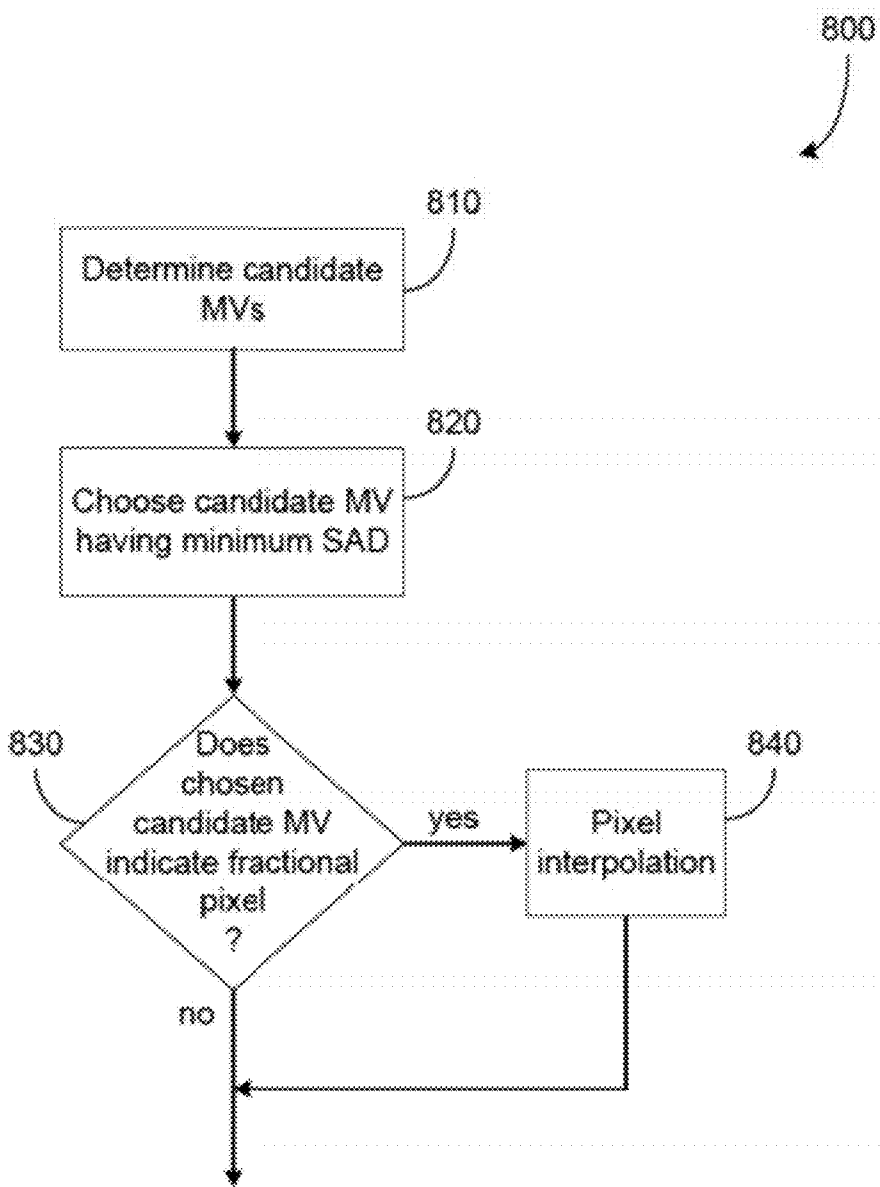 800
810
Determine candidate
MVs
820
Choose candidate MV
having minimum SAD
830
Does
chosen
candidate MV
indicate fractional
pixel
?
yes
840
Pixel
interpolation
no